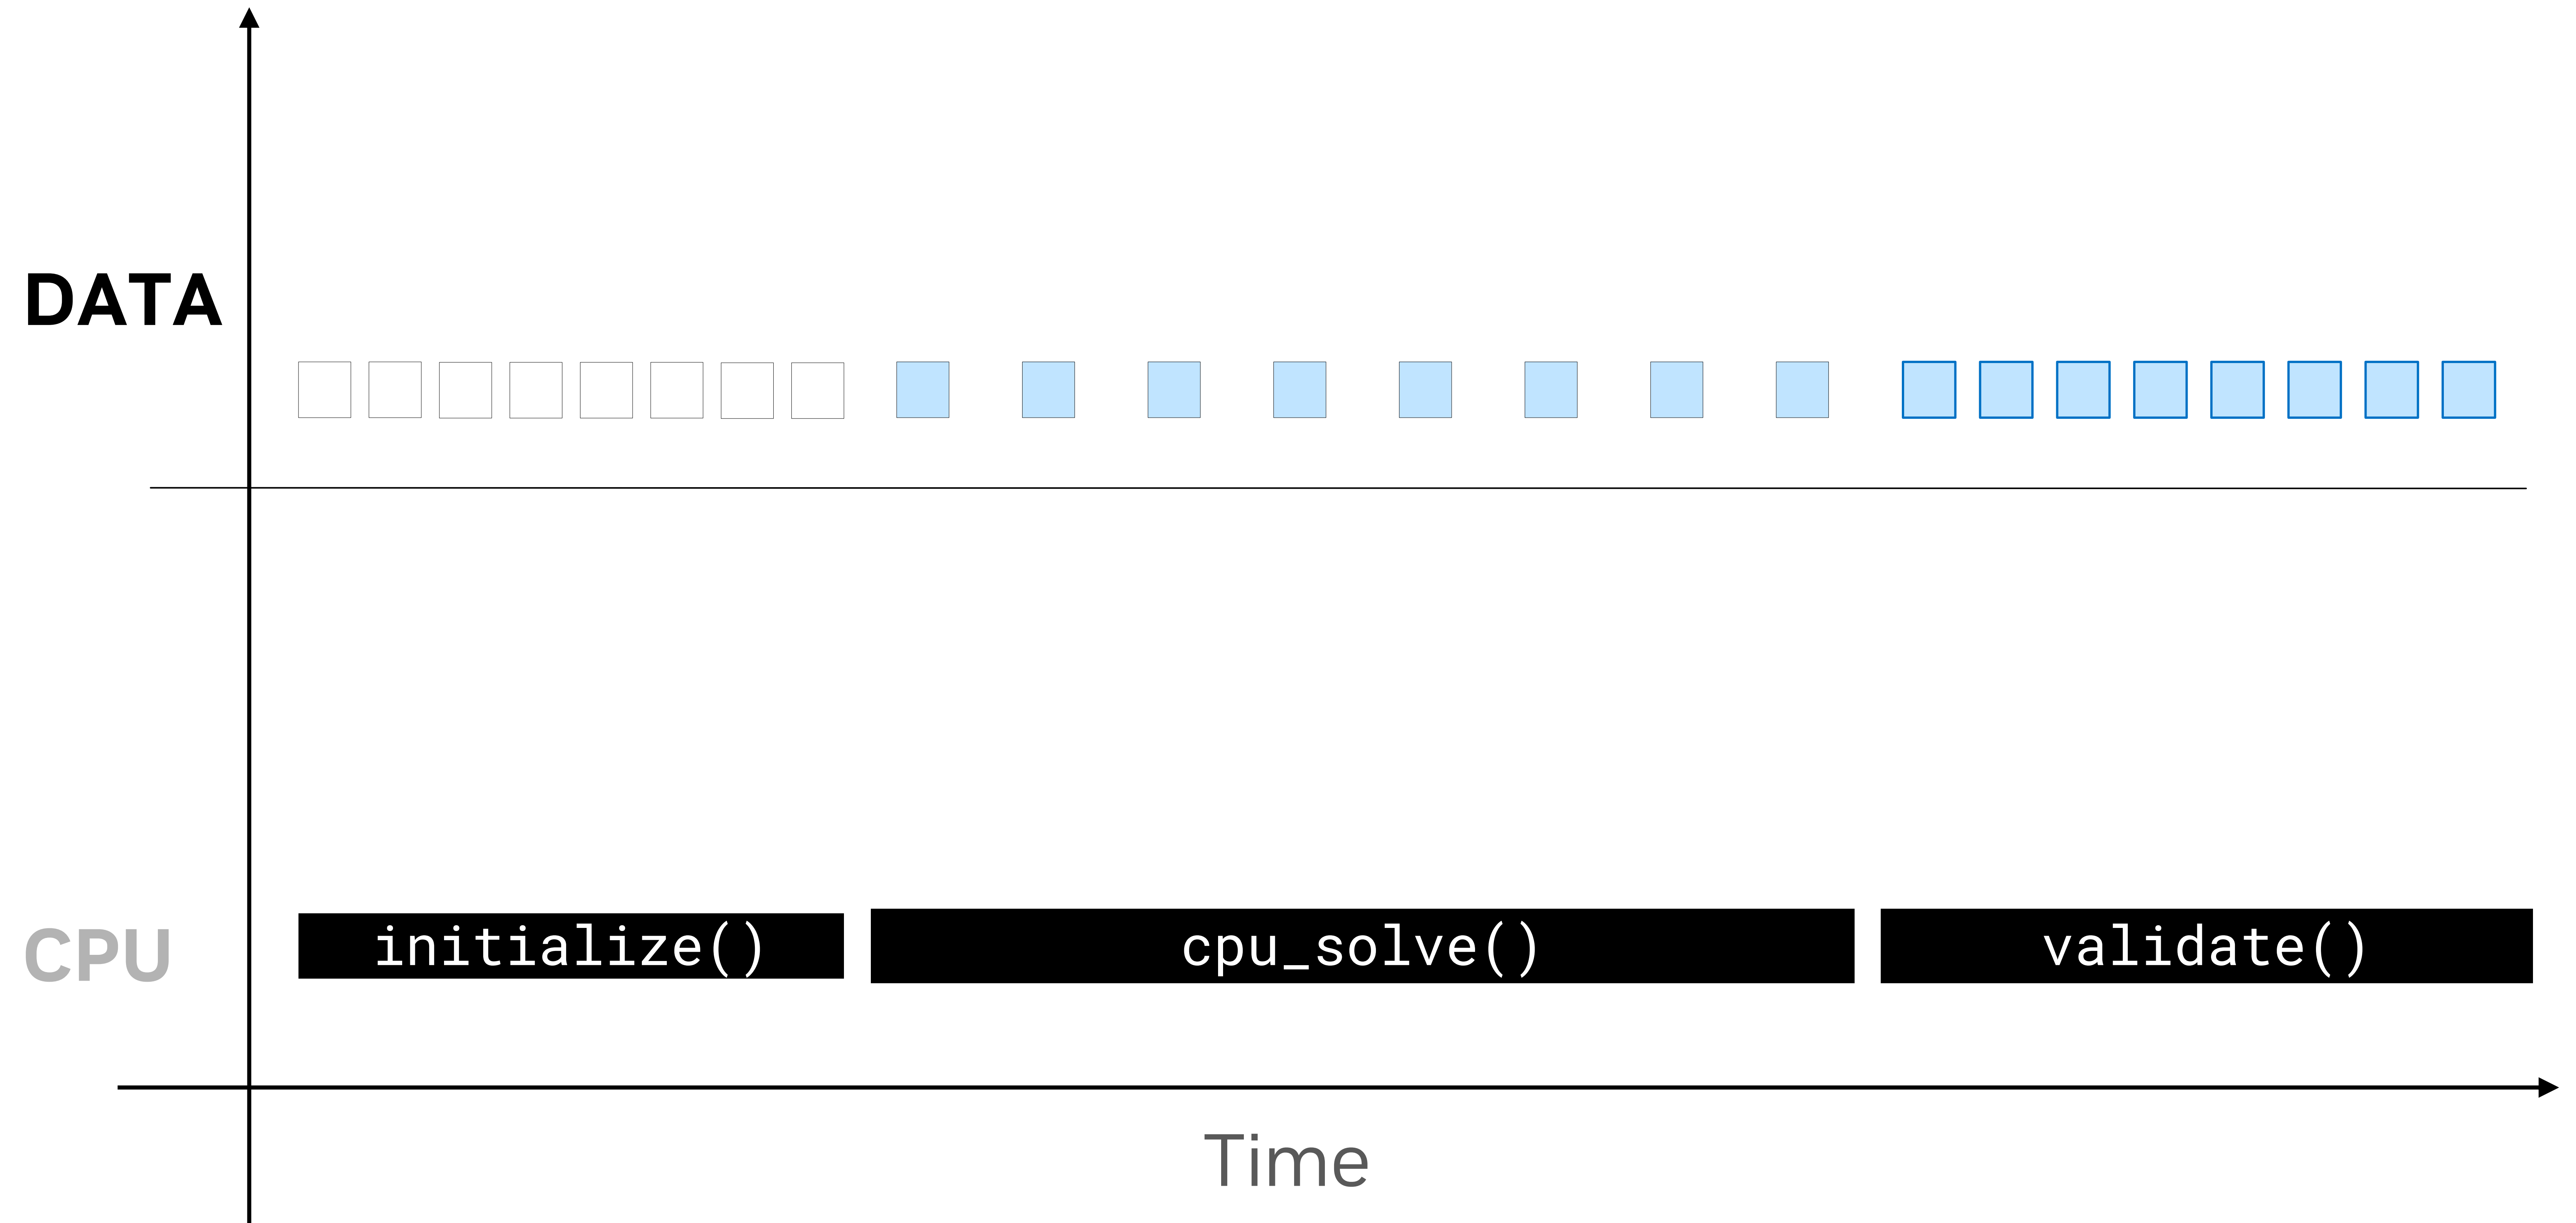 DATA
CPU
initialize()
cpu_solve()
validate()
Time